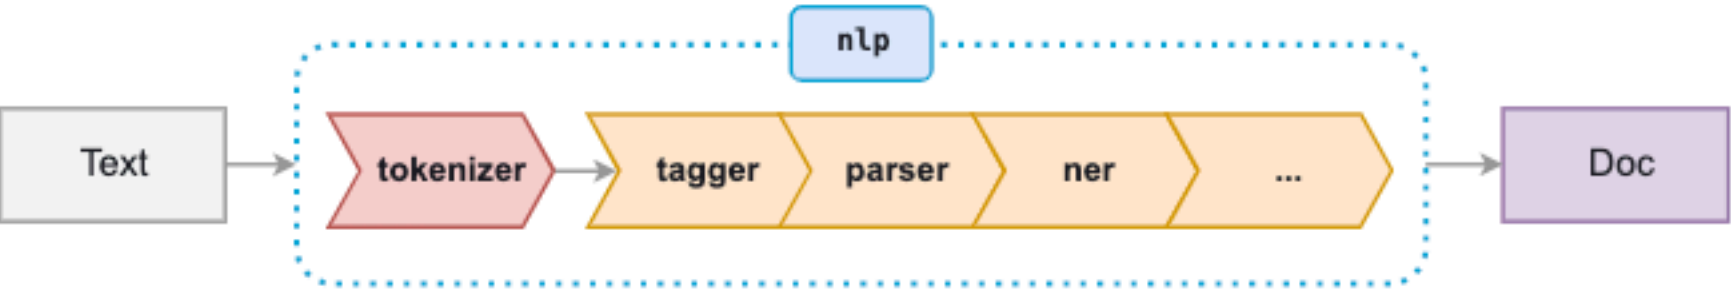 nlp
Text
tokenizer
tagger
parser
ner
...
Doc